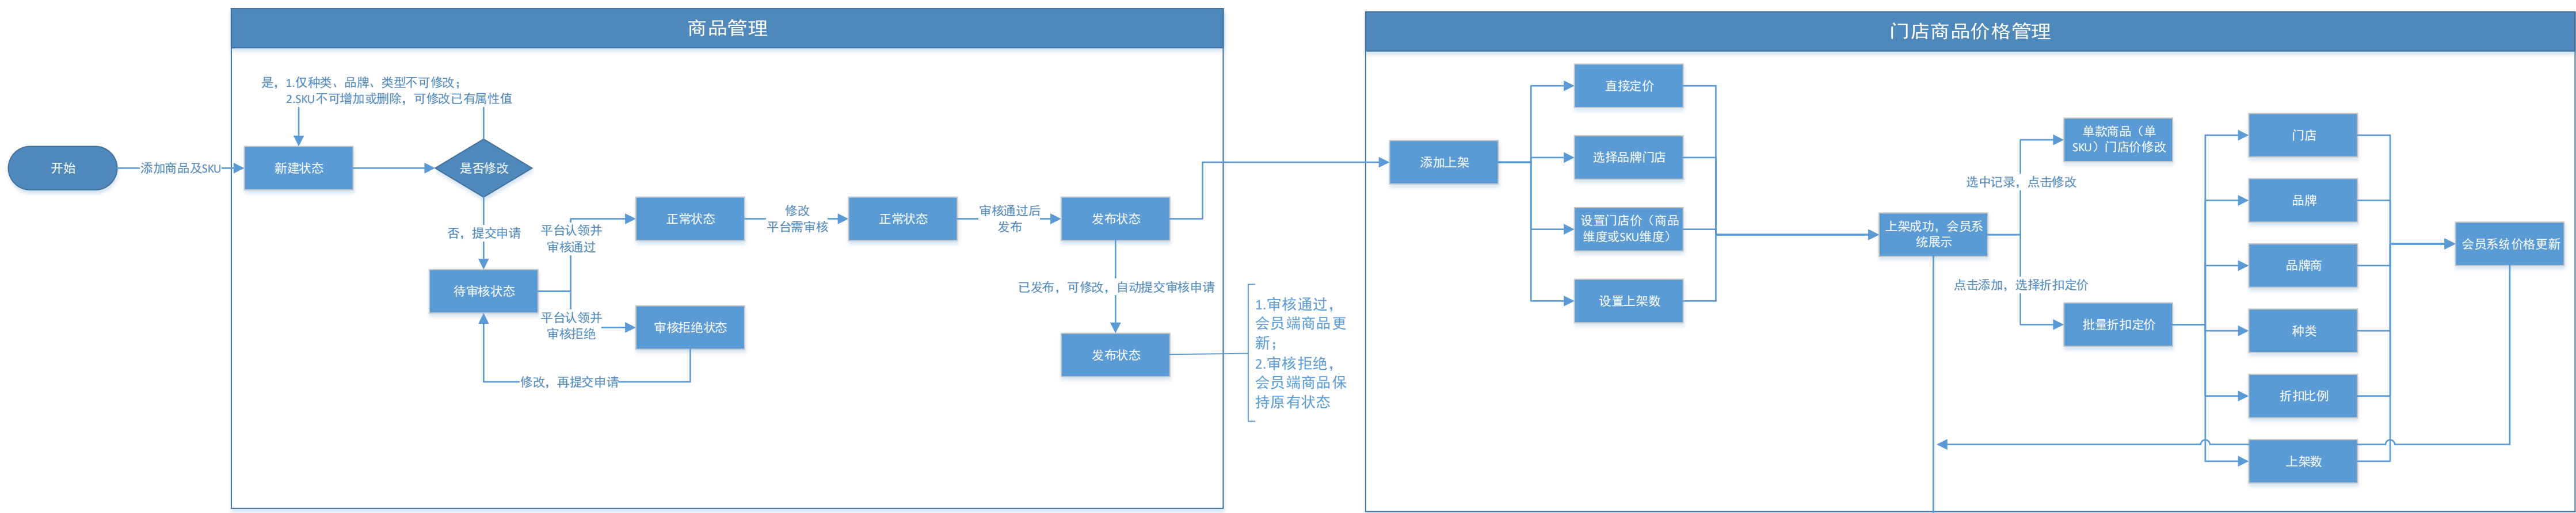 商品管理
是，1.仅种类、品牌、类型不可修改；
2.SKU不可增加或删除，可修改已有属性值
开始
添加商品及SKU
新建状态
是否修改
否，提交申请
待审核状态
平台认领并
审核通过
平台认领并
审核拒绝
正常状态
修改
平台需审核
正常状态
审核通过后
发布
发布状态
审核拒绝状态
修改，再提交申请
已发布，可修改，自动提交审核申请
发布状态
1.审核通过，
会员端商品更
新；
2.审核拒绝，
会员端商品保
持原有状态
门店商品价格管理
添加上架
直接定价
选择品牌门店
设置门店价（商品
维度或SKU维度）
设置上架数
上架成功，会员系
统展示
选中记录，点击修改
点击添加，选择折扣定价
单款商品（单
SKU）门店价修改
批量折扣定价
门店
品牌
品牌商
种类
折扣比例
上架数
会员系统价格更新